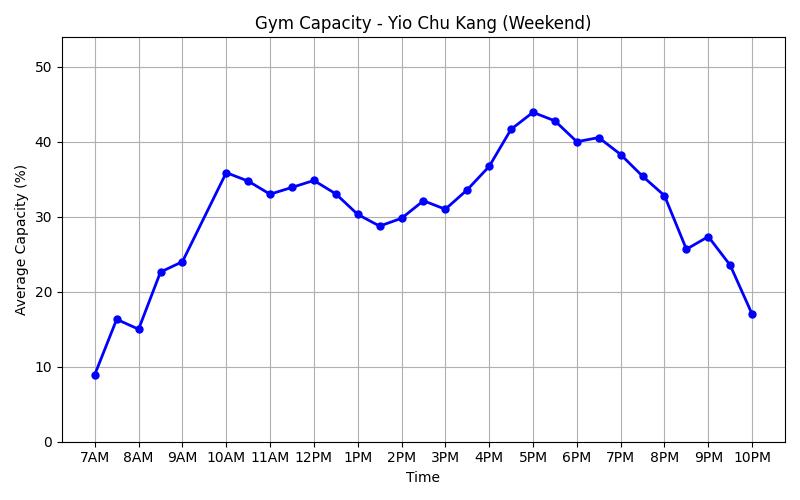 Gym Capacity - Yio Chu Kang (Weekend)
Average Capacity (%)
50
40
30
20
10
0
7AM 8AM 9AM 10AM 11AM 12PM 1PM 2PM 3PM 4PM 5PM 6PM 7PM 8PM 9PM 10PM
Time